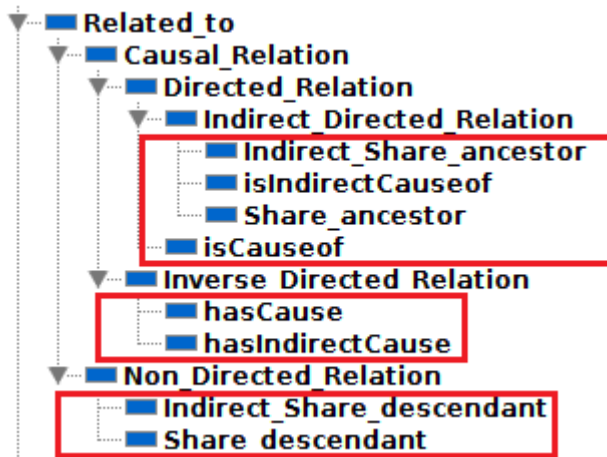 Related_to
Causal_Relation
Directed_Relation
Indirect_Directed_Relation
Indirect_Share_ancestor
isIndirectCauseof
Share_ancestor
isCauseof
Inverse_Directed_Relation
hasCause
hasIndirectCause
Non_Directed_Relation
Indirect_Share_descendant
Share_descendant